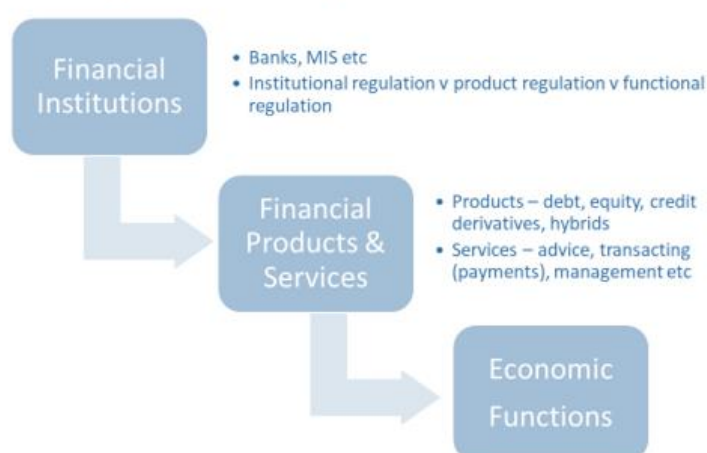 Financial
Institutions
• Banks, MIS etc
• Institutional regulation v product regulation v functional
regulation
Financial
Products &
Services
• Products – debt, equity, credit
derivatives, hybrids
• Services – advice, transacting
(payments), management etc
Economic
Functions